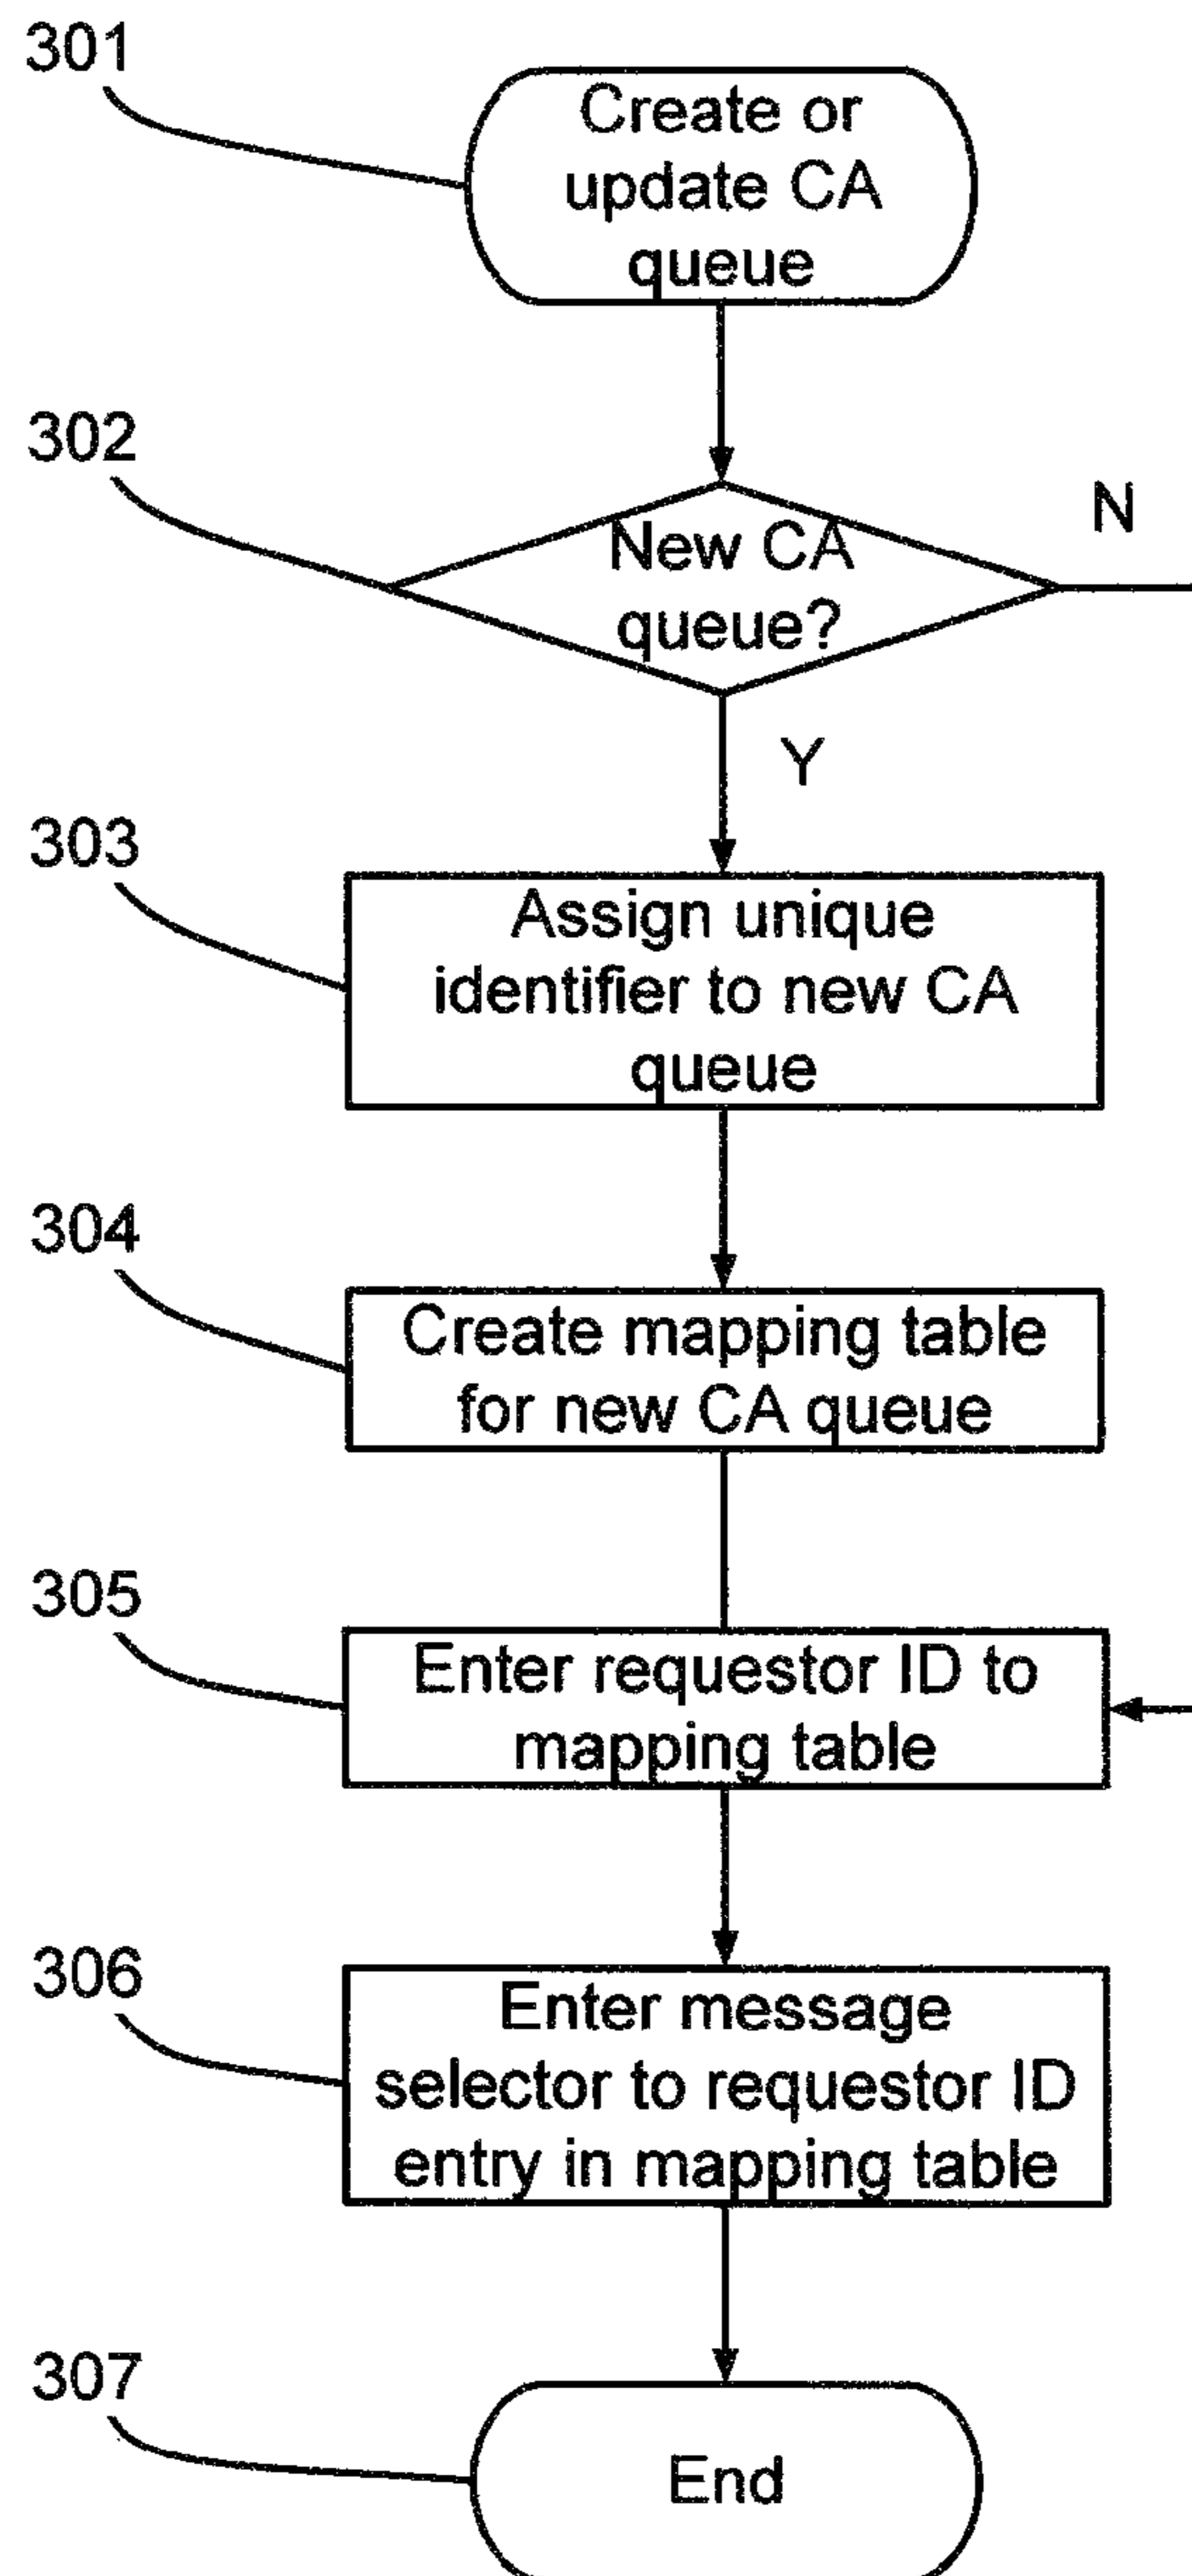 301
Create or
update CA
queue
302
New CA
queue?
N
Y
303
Assign unique
identifier to new CA
queue
304
Create mapping table
for new CA queue
305
Enter requestor ID to
mapping table
306
Enter message
selector to requestor ID
entry in mapping table
307
End